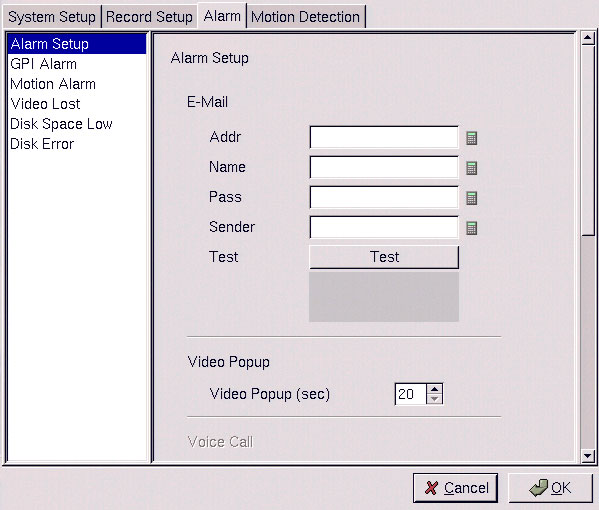 System Setup Record Setup Alarm Motion Detection
Alarm Setup
GPI Alarm
Motion Alarm
Video Lost
Disk Space Low
Disk Error
Alarm Setup
E-Mail
Addr
Name
Pass
Sender
Test Test
Video Popup
Video Popup (sec) 20
Voice Call
Cancel OK